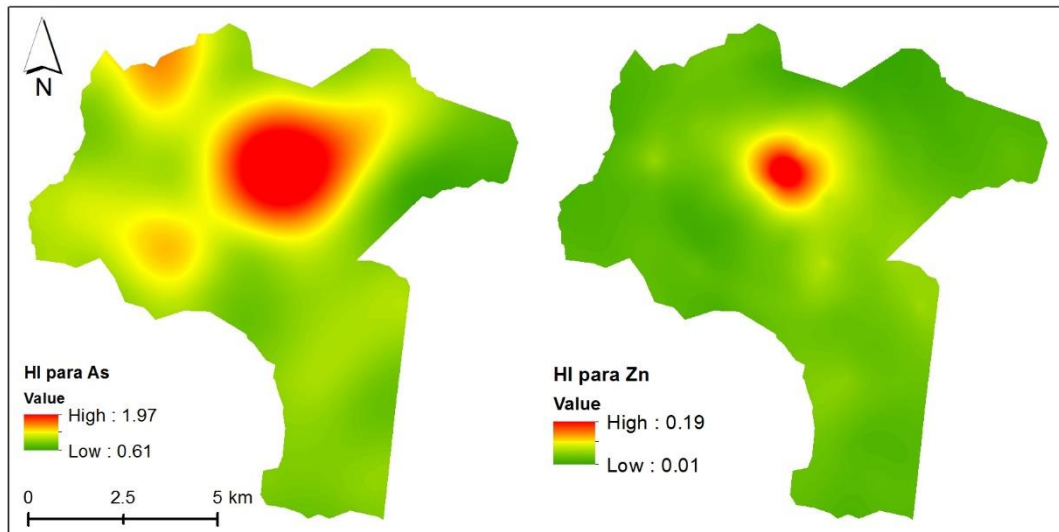 N
HI para As
Value
High : 1.97
Low : 0.61
0 2.5 5 km
HI para Zn
Value
High : 0.19
Low : 0.01